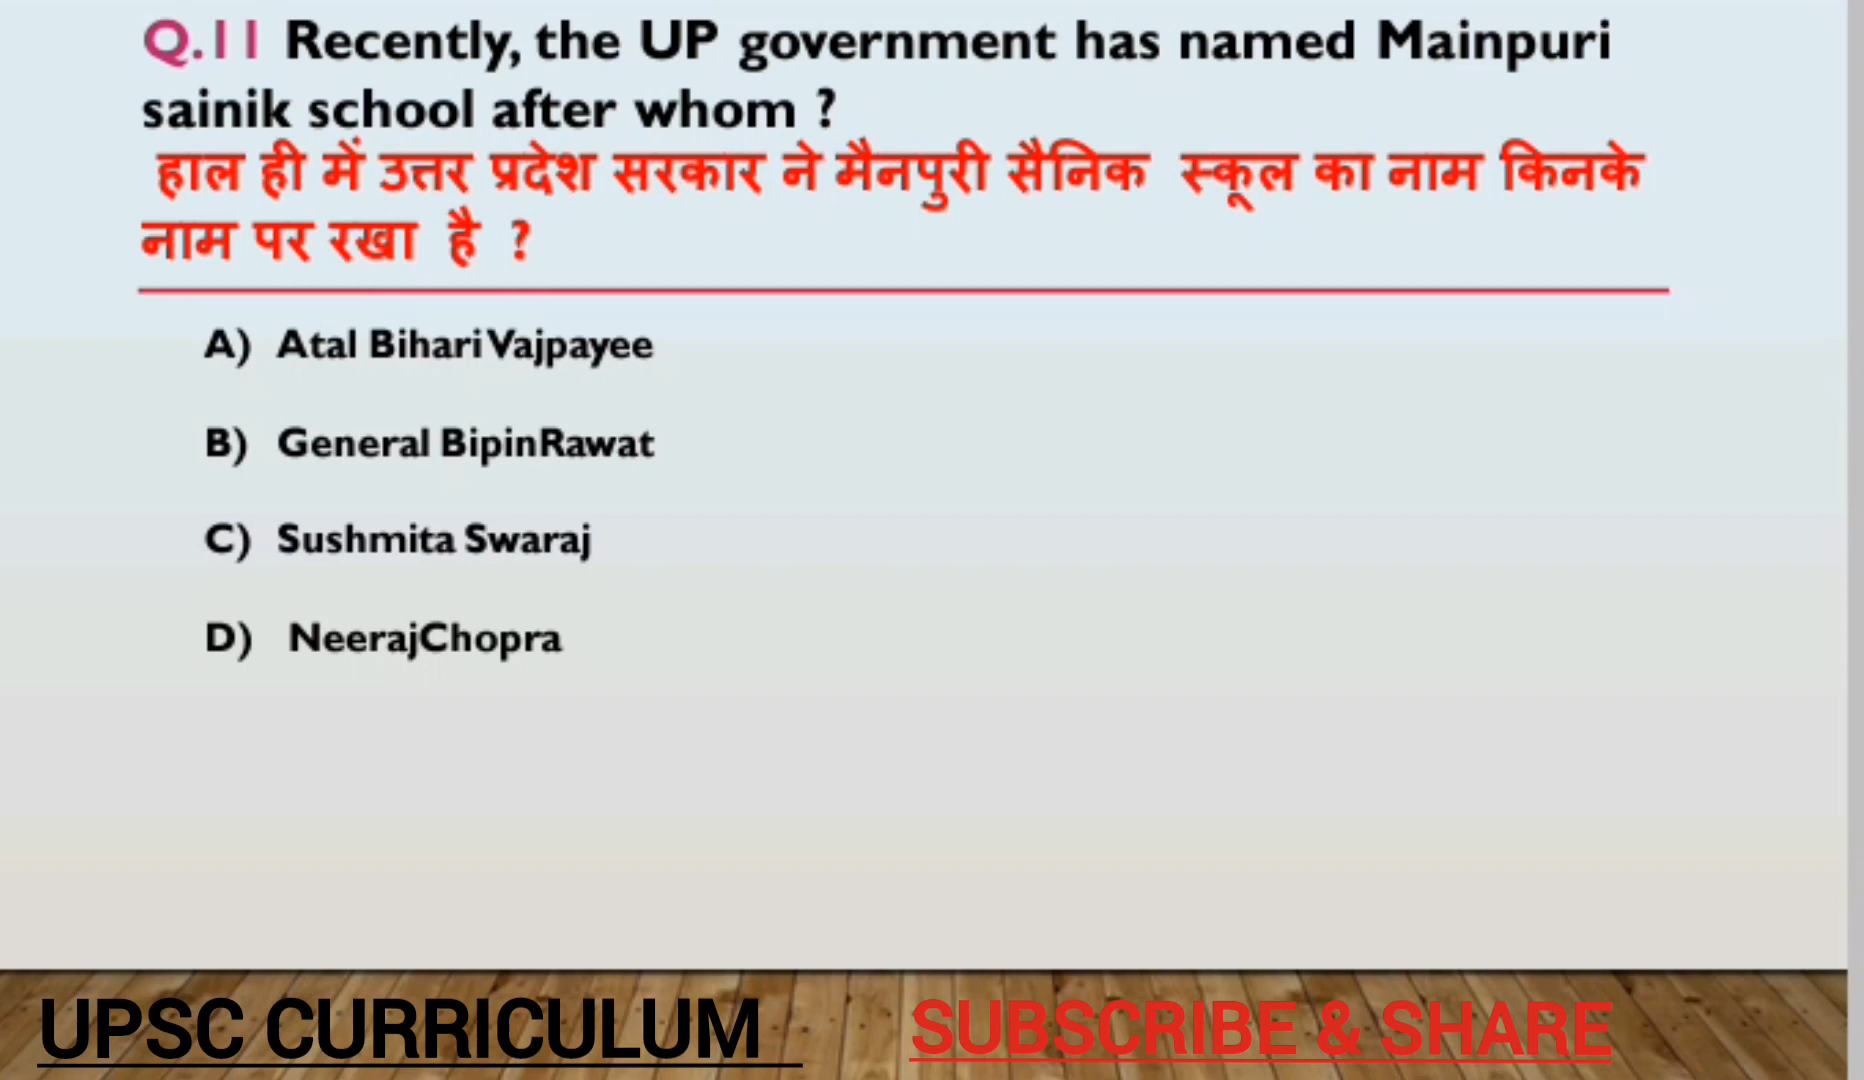 Q.11 Recently, the UP government has named Mainpuri
sainik school after whom ?
हाल ही में उत्तर प्रदेश सरकार ने मैनपुरी सैनिक स्कूल का नाम किनके
नाम पर रखा है ?
A) Atal Bihari Vajpayee
B) General BipinRawat
C) Sushmita Swaraj
D) NeerajChopra
UPSC CURRICULUM
SUBSCRIBE & SHARE